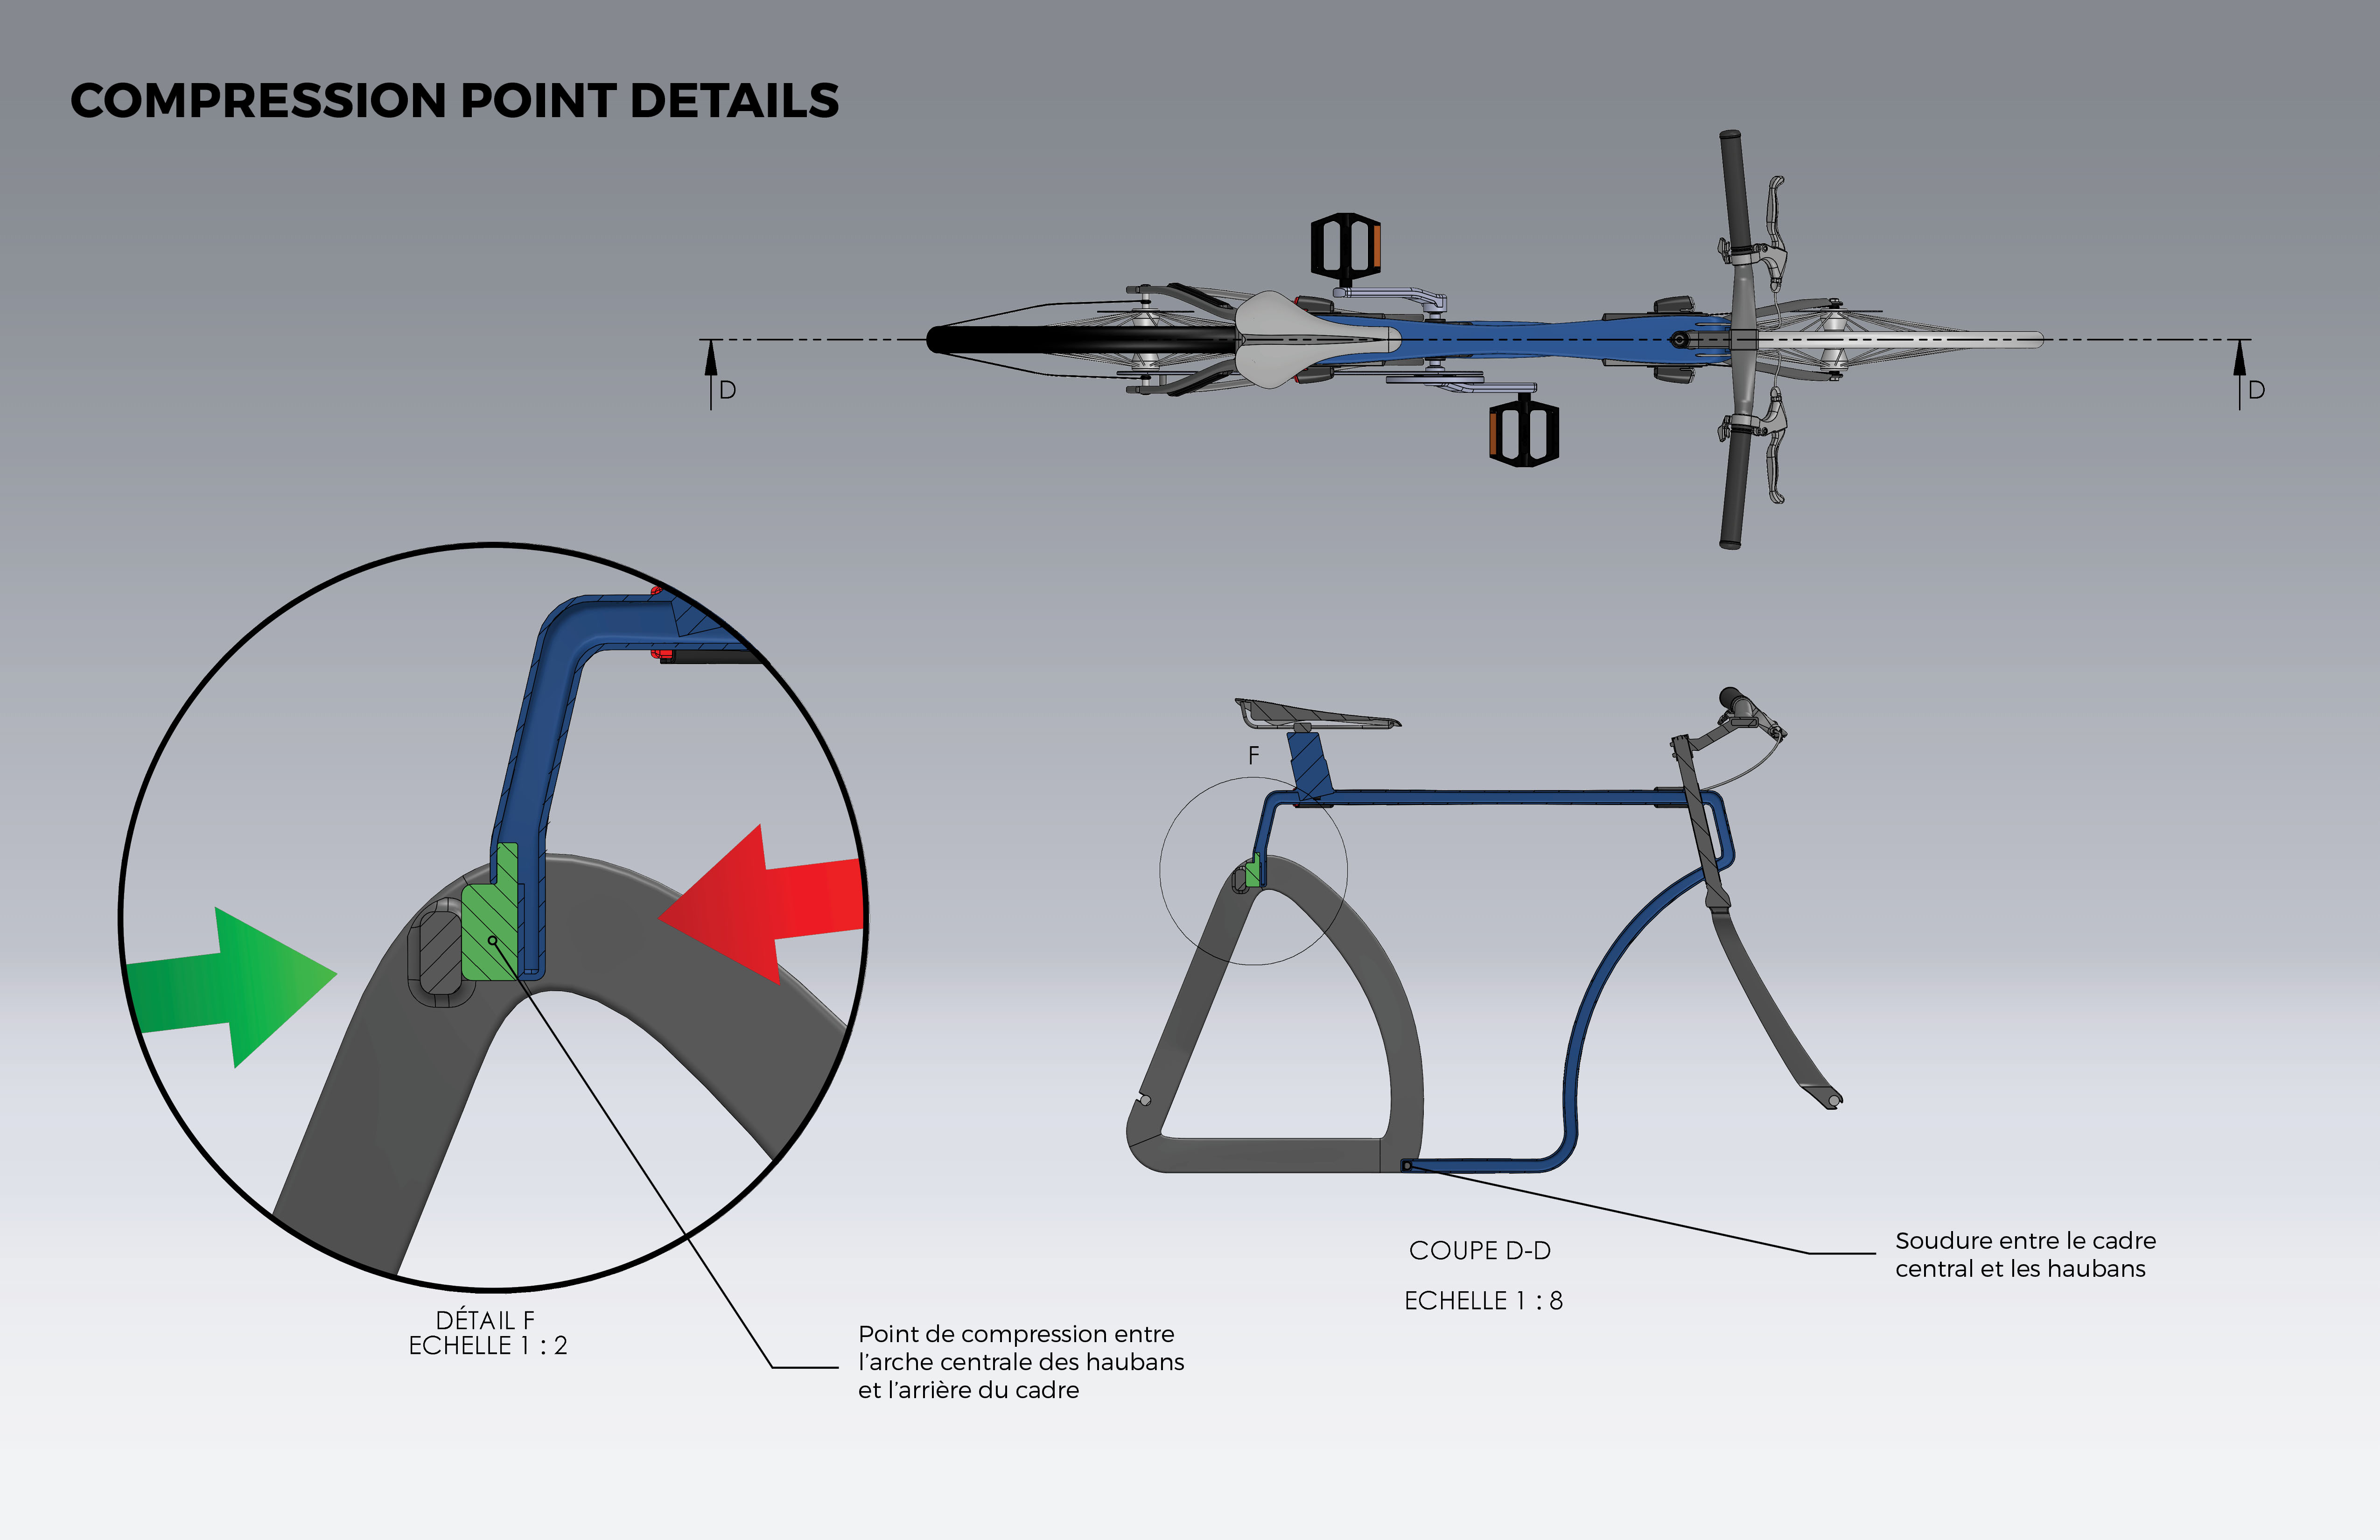 COMPRESSION POINT DETAILS
D
D
F
DÉTAIL F
ECHELLE 1 : 2
Point de compression entre
l'arche centrale des haubans
et l'arrière du cadre
COUPE D-D
ECHELLE 1 : 8
Soudure entre le cadre
central et les haubans